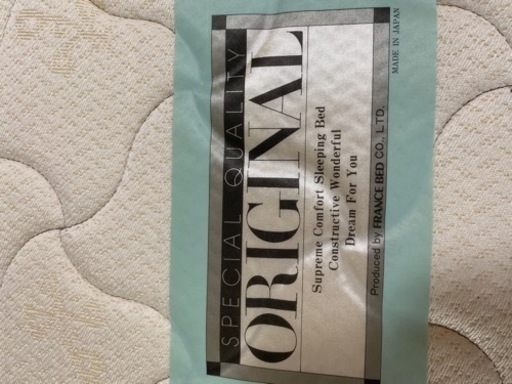 SPECIAL QUALITY
ORIGINAL
Supreme Comfort Sleeping Bed
Constructive Wonderful
Dream For You
Produced by FRANCE BED CO., LTD.
MADE IN JAPAN